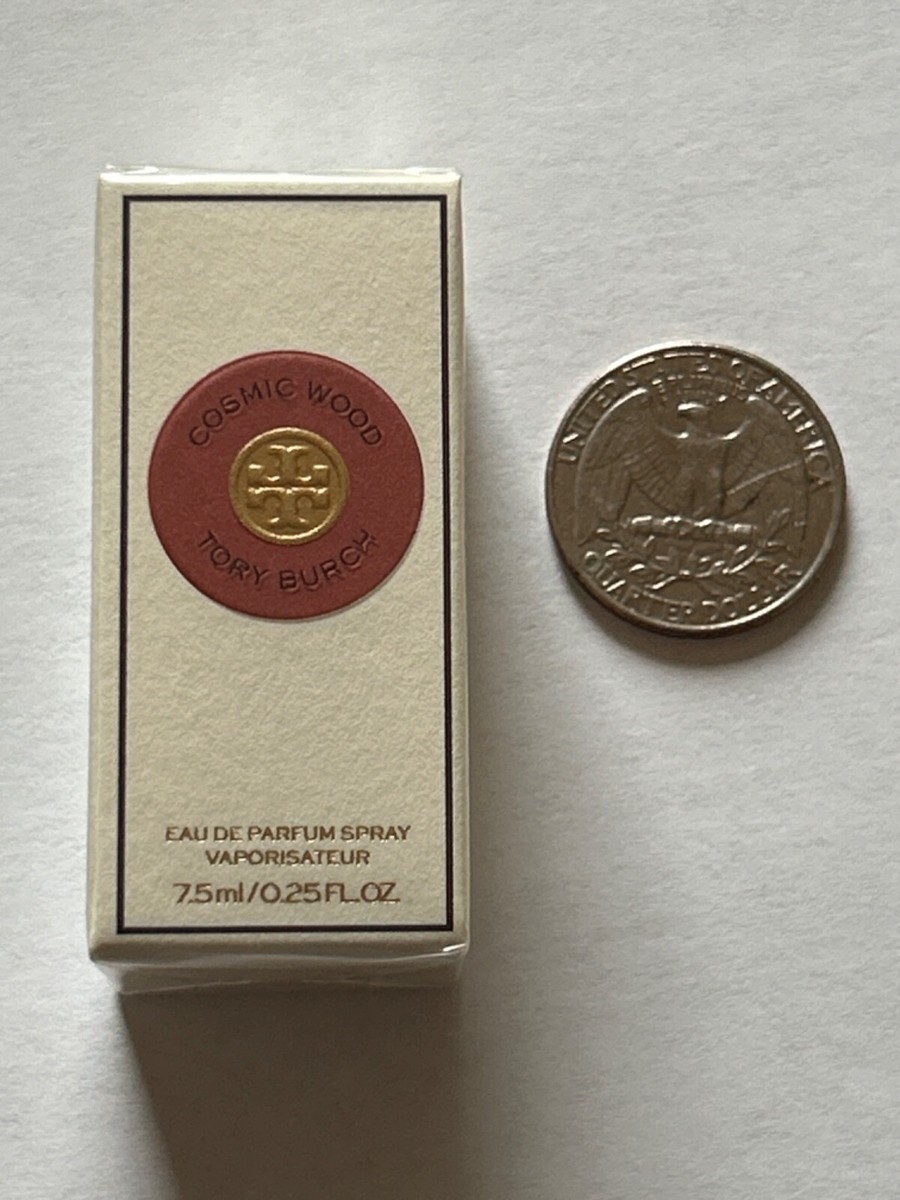 COSMIC WOOD
TORY BURCH
EAU DE PARFUM SPRAY
VAPORISATEUR
7.5ml/0.25FL.OZ.
UNITED STATES OF AMERICA
QUARTER DOLLAR